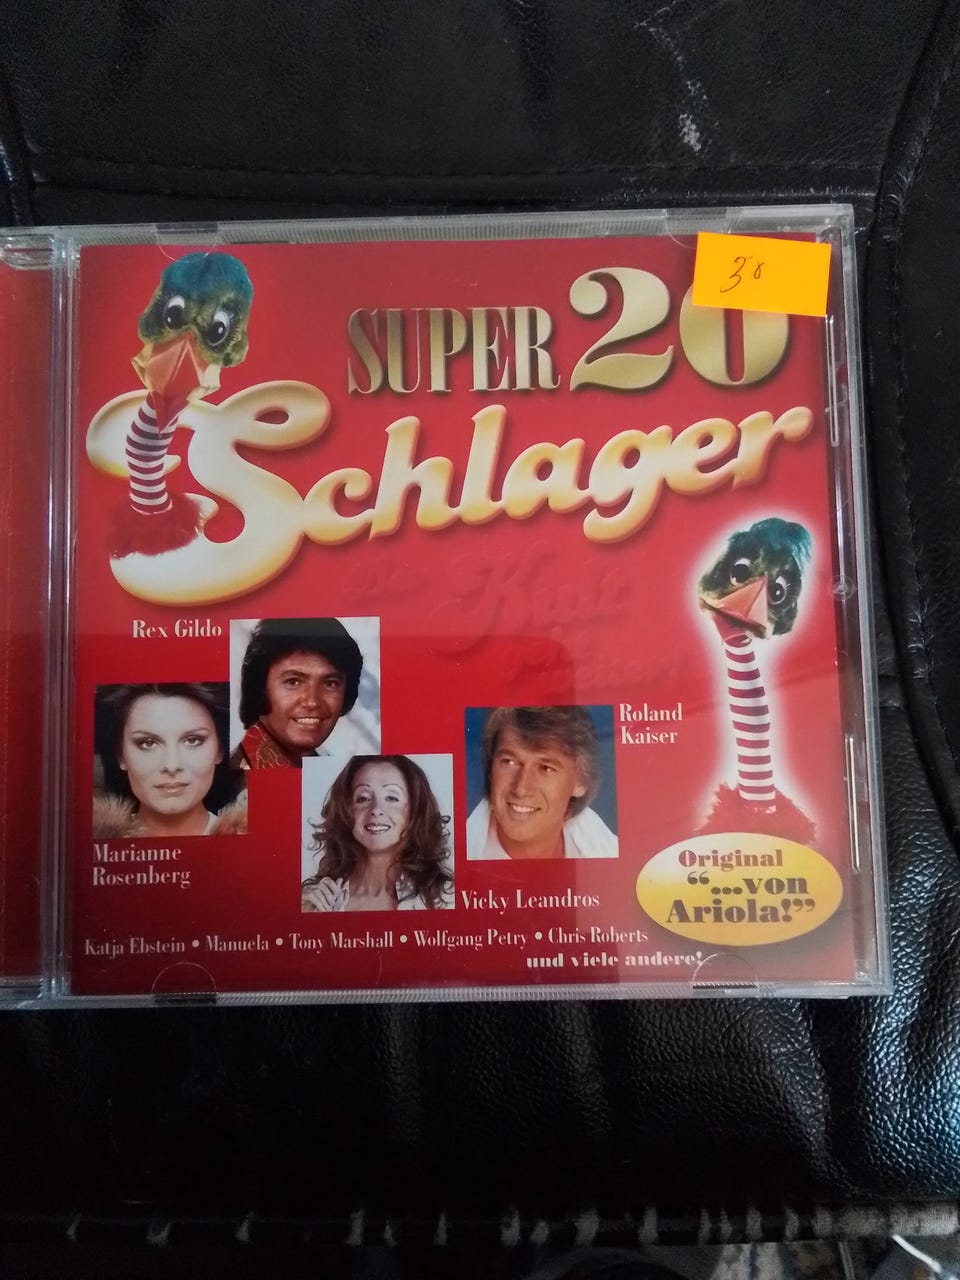 SUPER 20
Schlager
Rex Gildo
Roland
Kaiser
Marianne
Rosenberg
Vicky Leandros
Original
“...von
Ariola!”
Katja Ebstein • Manuela • Tony Marshall • Wolfgang Petry • Chris Roberts
und viele andere!